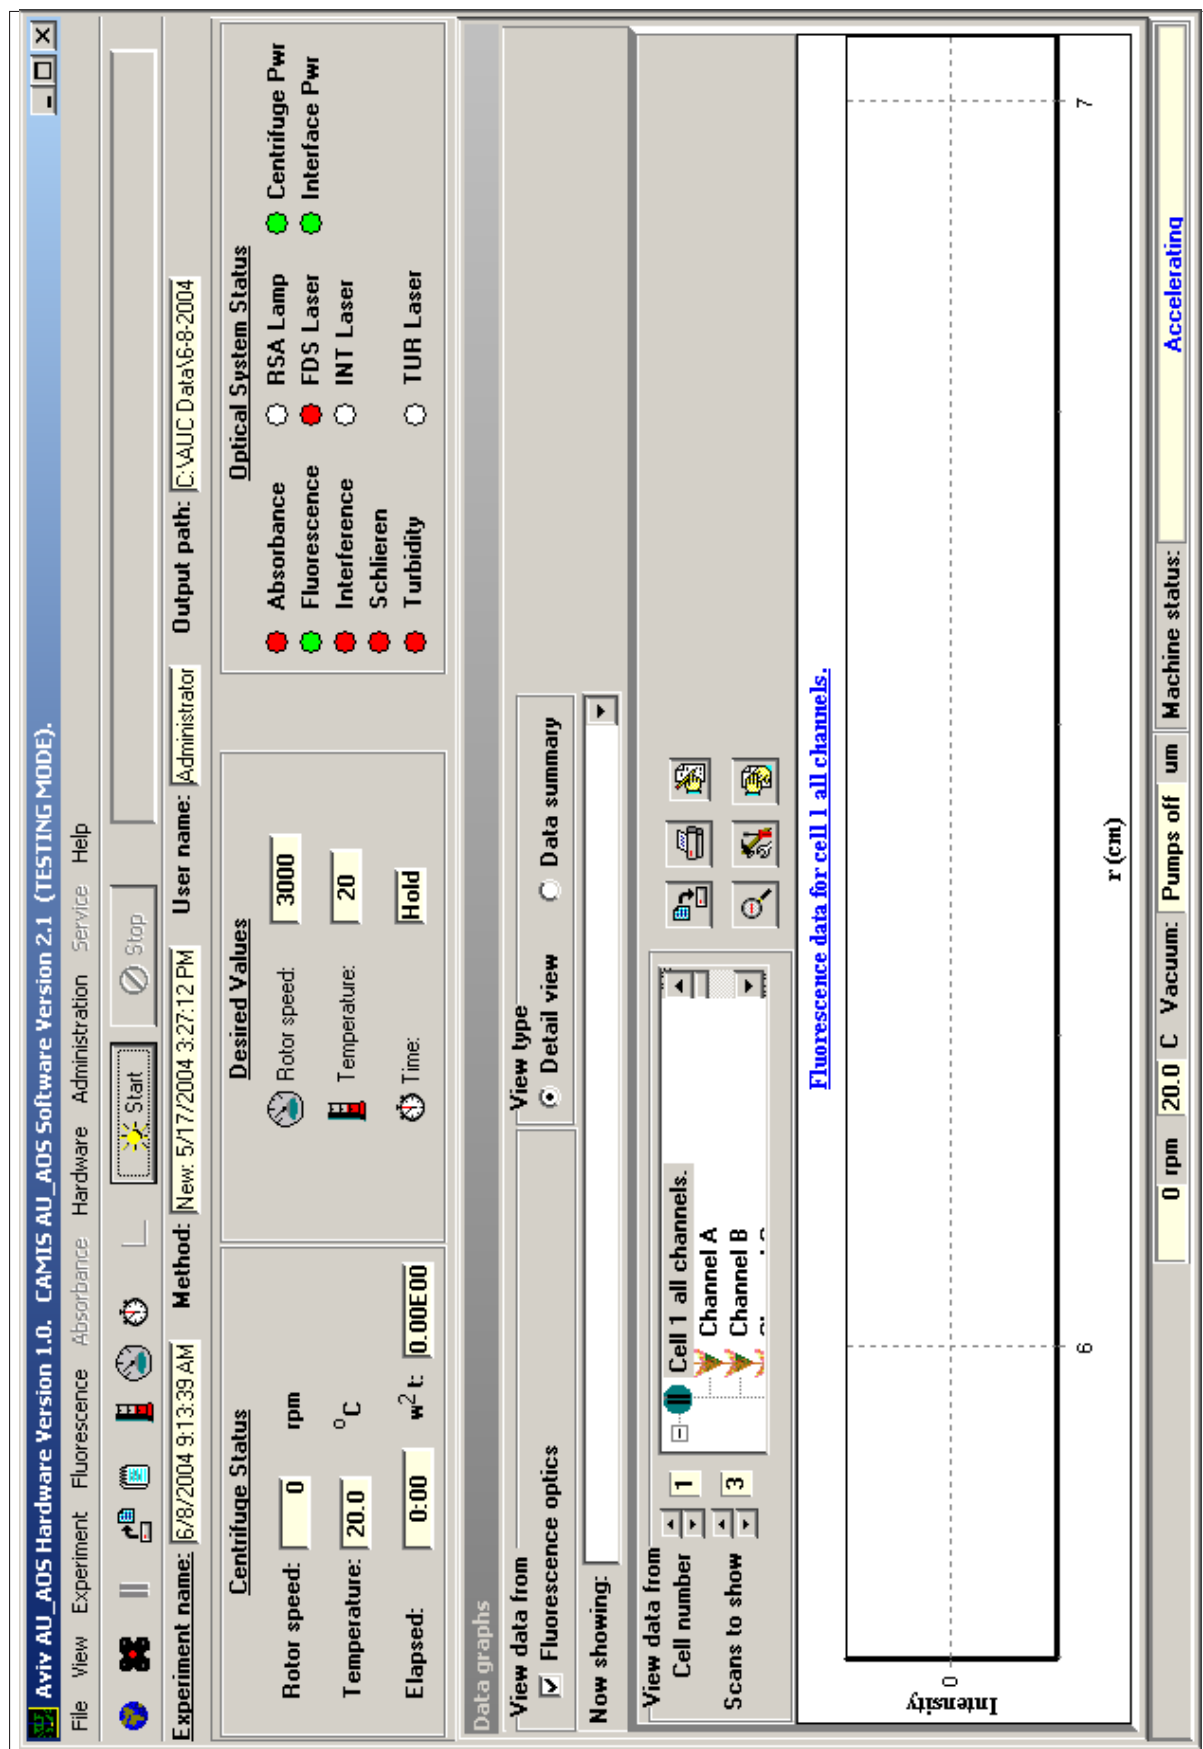 Aviv AU_AOS Hardware Version 1.0. CAMIS AU_AOS Software Version 2.1 (TESTING MODE).
File View Experiment Fluorescence Absorbance Hardware Administration Service Help
Start Stop
Experiment name: 6/8/2004 9:13:39 AM Method: New: 5/17/2004 3:27:12 PM User name: Administrator Output path: C:\AUC Data\6-8-2004
Centrifuge Status
Rotor speed: 0 rpm
Temperature: 20.0 °C
Elapsed: 0:00 w² t: 0.00E00
Desired Values
Rotor speed: 3000
Temperature: 20
Time: Hold
Optical System Status
Absorbance RSA Lamp Centrifuge Pwr
Fluorescence FDS Laser Interface Pwr
Interference INT Laser
Schlieren
Turbidity TUR Laser
Data graphs
View data from
Fluorescence optics
View type
Detail view Data summary
Now showing:
View data from
Cell number 1
Scans to show 3
Cell 1 all channels.
Channel A
Channel B
Fluorescence data for cell 1 all channels.
Intensity
0
6 7
r(cm)
0 rpm 20.0 C Vacuum: Pumps off um Machine status: Accelerating